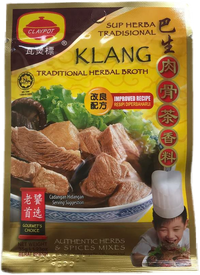 CLAYPOT
瓦煲標
SUP HERBA
TRADISIONAL
KLANG
TRADITIONAL HERBAL BROTH
巴生肉骨茶香料
改良
配方
IMPROVED RECIPE
RESIPI DIPERBAHARUI
老饕
首选
GOURMET'S
CHOICE
Cadangan Hidangan
Serving Suggestion
AUTHENTIC HERBS
& SPICES MIXES